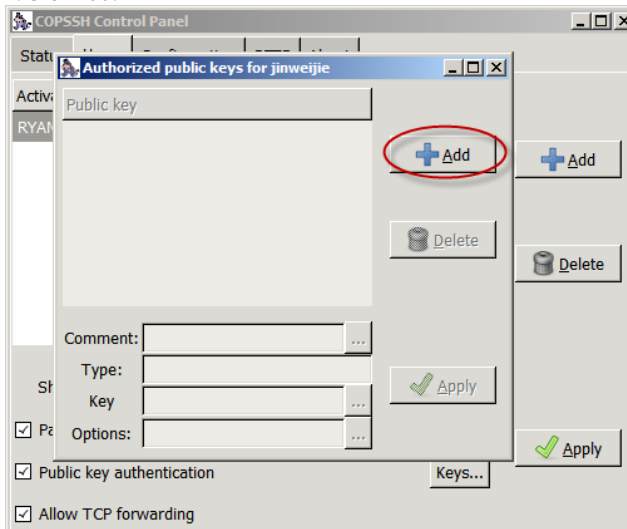 COPSSH Control Panel
Authorized public keys for jinweijie
Public key
Add
Add
Delete
Delete
Comment:
...
Type:
Key
...
Apply
Options:
...
Apply
Public key authentication
Keys...
Allow TCP forwarding